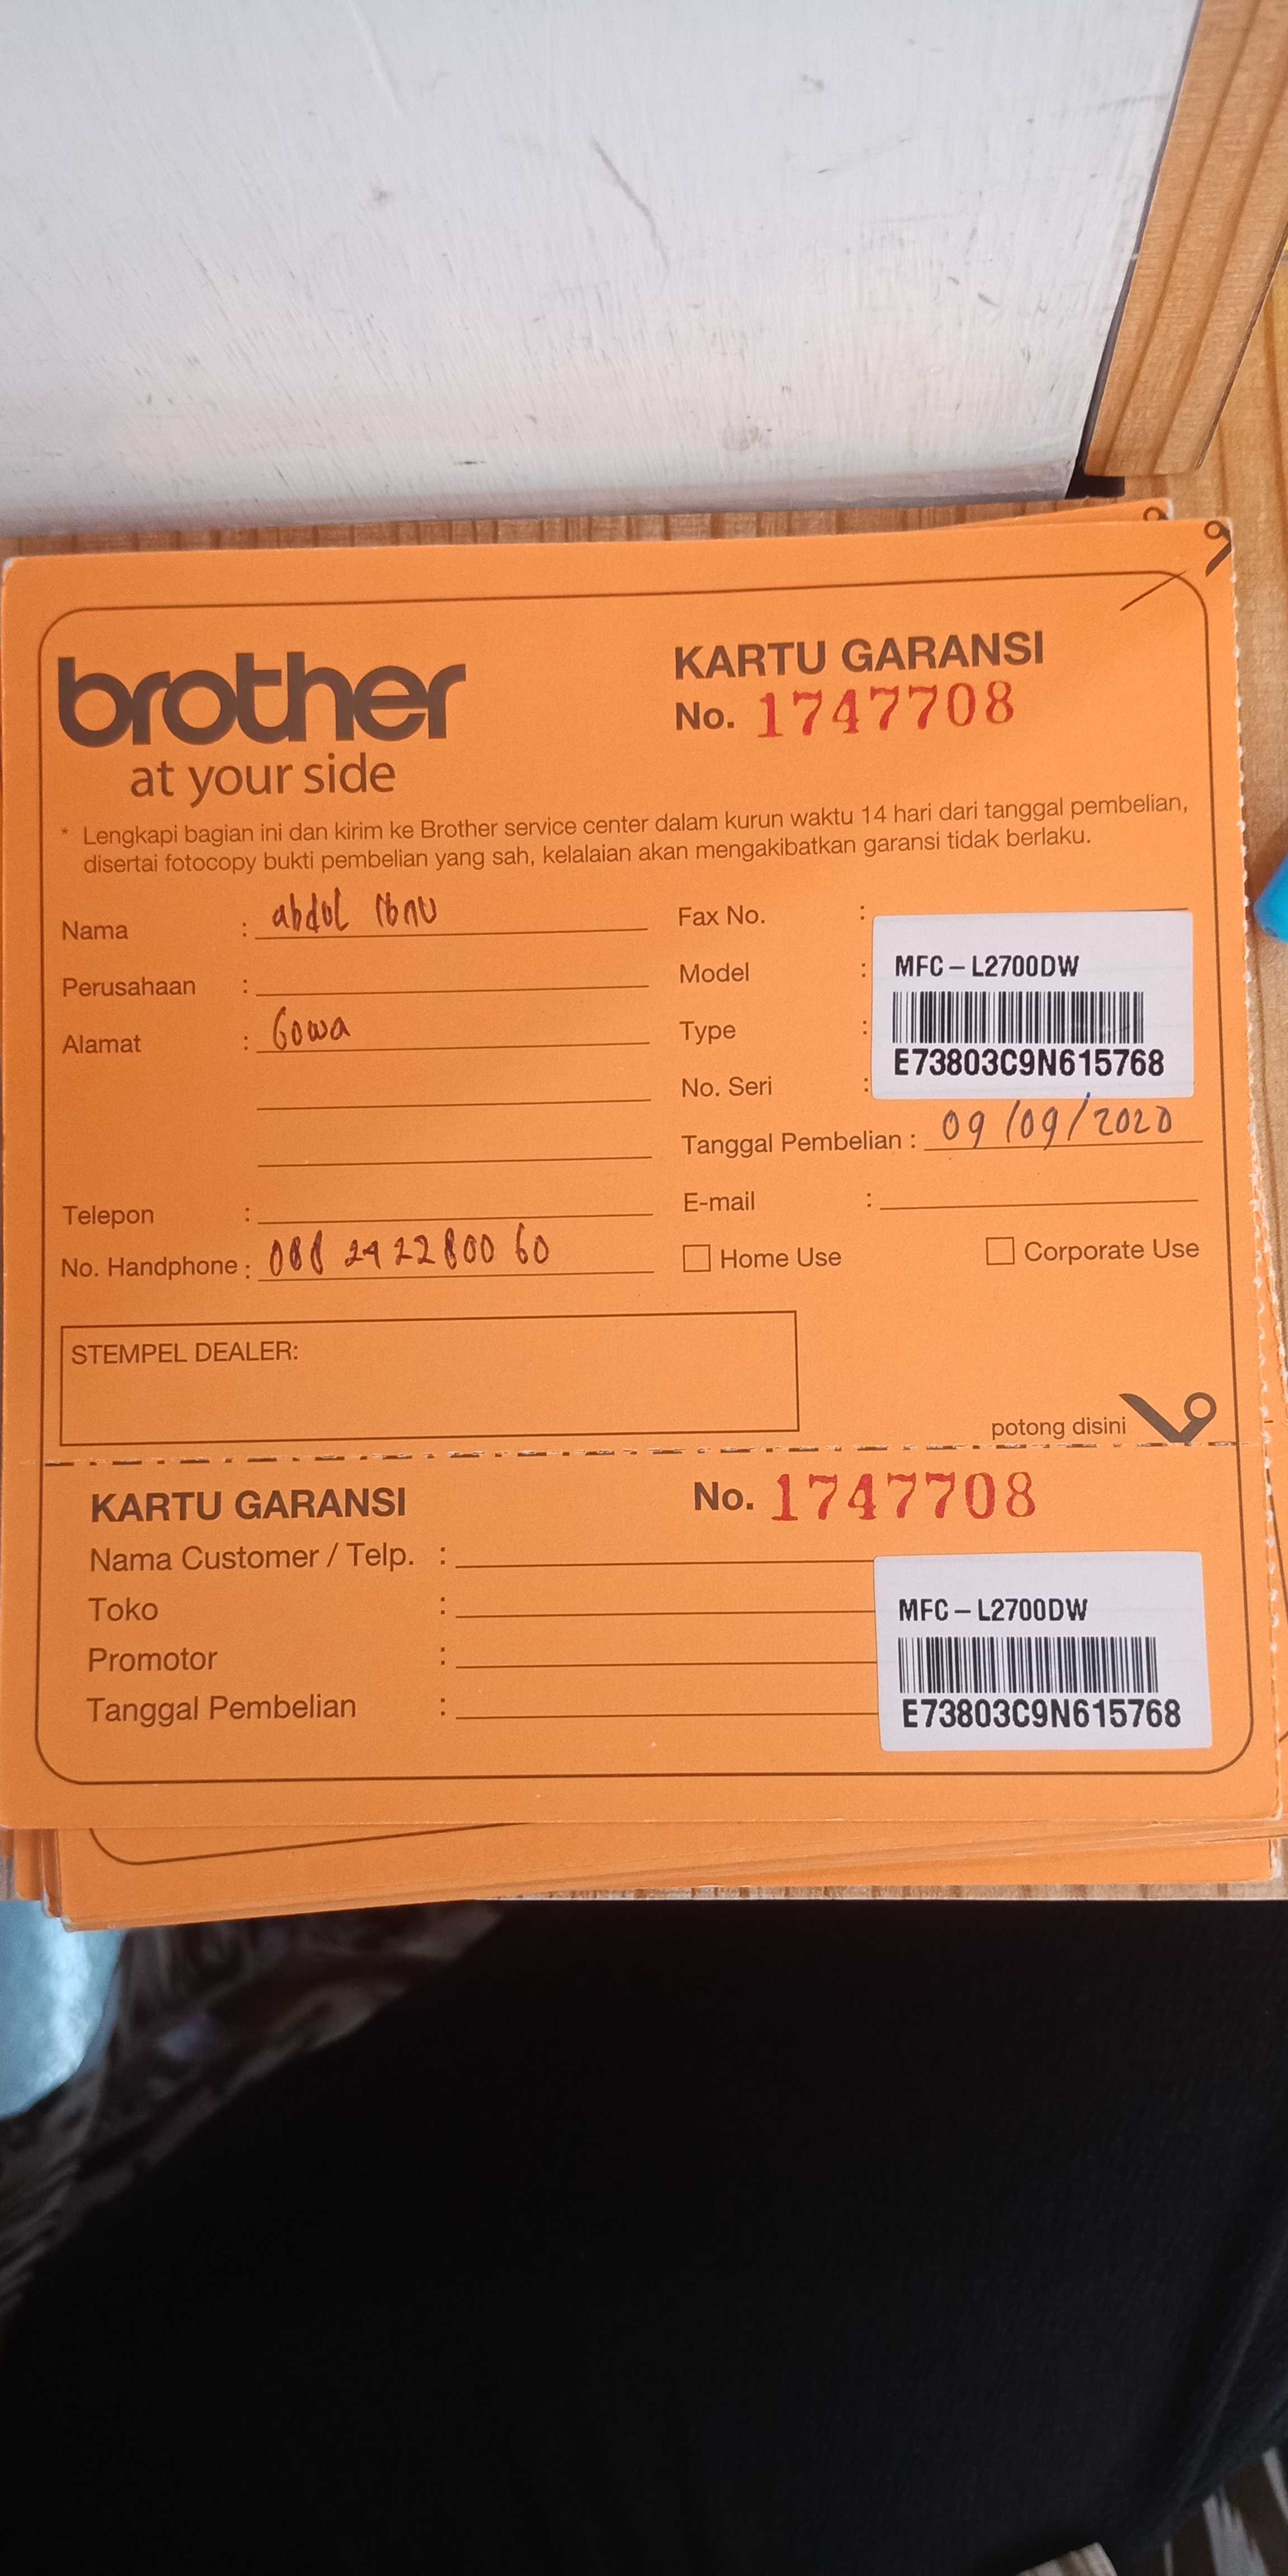 brother
at your side
KARTU GARANSI
No. 1747708
* Lengkapi bagian ini dan kirim ke Brother service center dalam kurun waktu 14 hari dari tanggal pembelian,
disertai fotocopy bukti pembelian yang sah, kelalaian akan mengakibatkan garansi tidak berlaku.
Nama : abdul Ibnu
Perusahaan :
Alamat : Gowa
Telepon :
No. Handphone : 088 2422800 60
Fax No. :
Model :
Type :
No. Seri :
MFC – L2700DW
E73803C9N615768
Tanggal Pembelian : 09/09/2020
E-mail :
Home Use
Corporate Use
STEMPEL DEALER:
potong disini
KARTU GARANSI
No. 1747708
Nama Customer / Telp. :
Toko :
Promotor :
Tanggal Pembelian :
MFC – L2700DW
E73803C9N615768